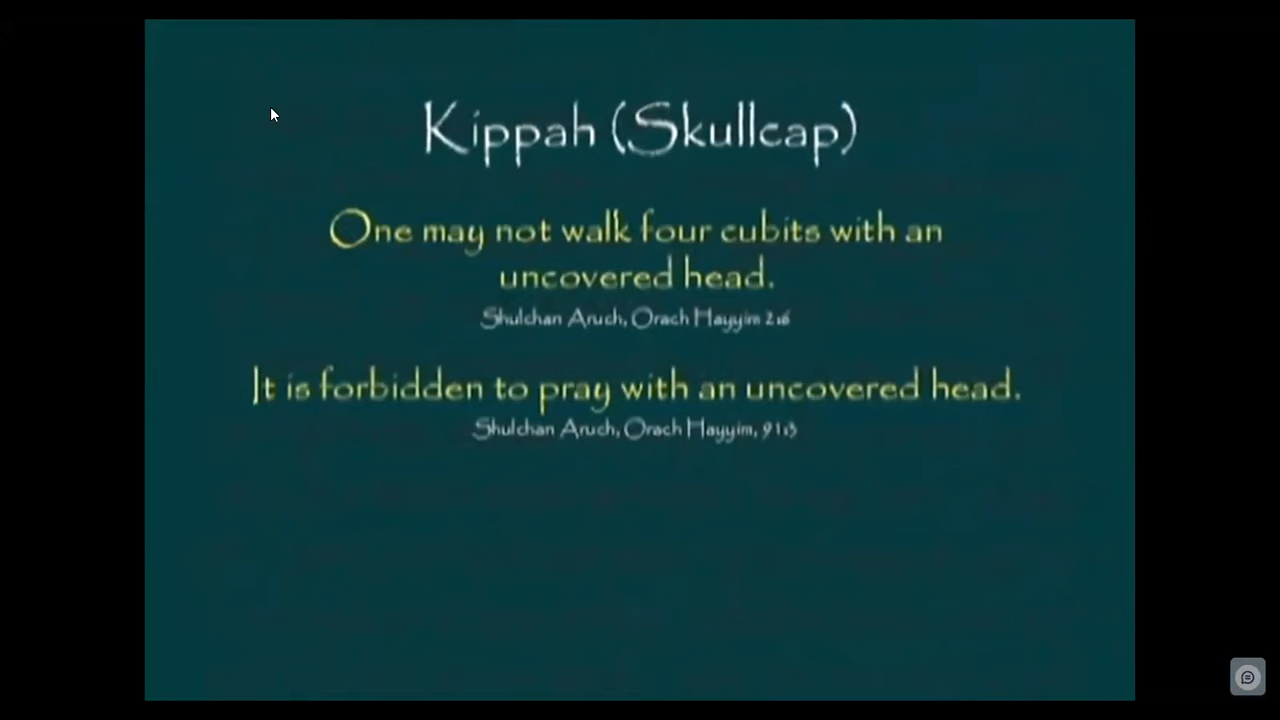 Kippah (Skullcap)
One may not walk four cubits with an
uncovered head.
Shulchan Aruch, Orach Hayyim 2:6
It is forbidden to pray with an uncovered head.
Shulchan Aruch, Orach Hayyim, 91:3